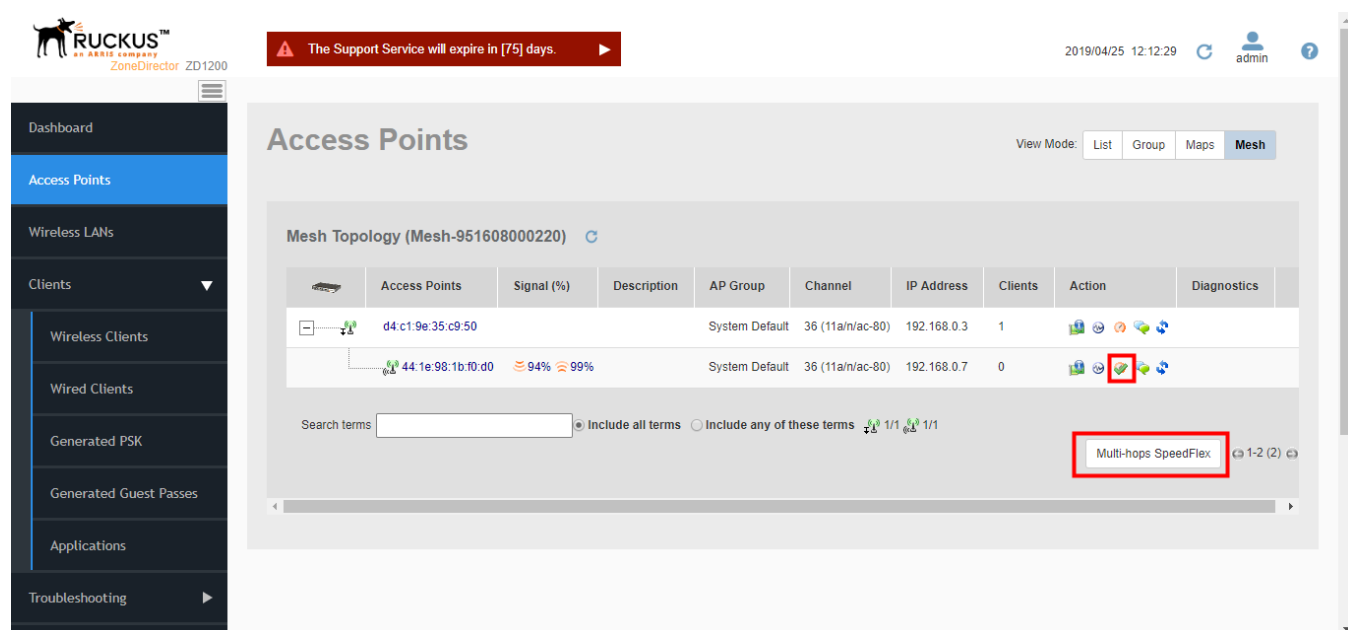 RUCKUS™
an ARRIS company
ZoneDirector ZD1200
The Support Service will expire in [75] days.
2019/04/25 12:12:29
admin
?
Dashboard
Access Points
Wireless LANs
Clients
Wireless Clients
Wired Clients
Generated PSK
Generated Guest Passes
Applications
Troubleshooting
Access Points
View Mode: List Group Maps Mesh
Mesh Topology (Mesh-951608000220)
Access Points Signal (%) Description AP Group Channel IP Address Clients Action Diagnostics
d4:c1:9e:35:c9:50 System Default 36 (11a/n/ac-80) 192.168.0.3 1
44:1e:98:1b:f0:d0 94% 99% System Default 36 (11a/n/ac-80) 192.168.0.7 0
Search terms Include all terms Include any of these terms 1/1 1/1
Multi-hops SpeedFlex 1-2 (2)